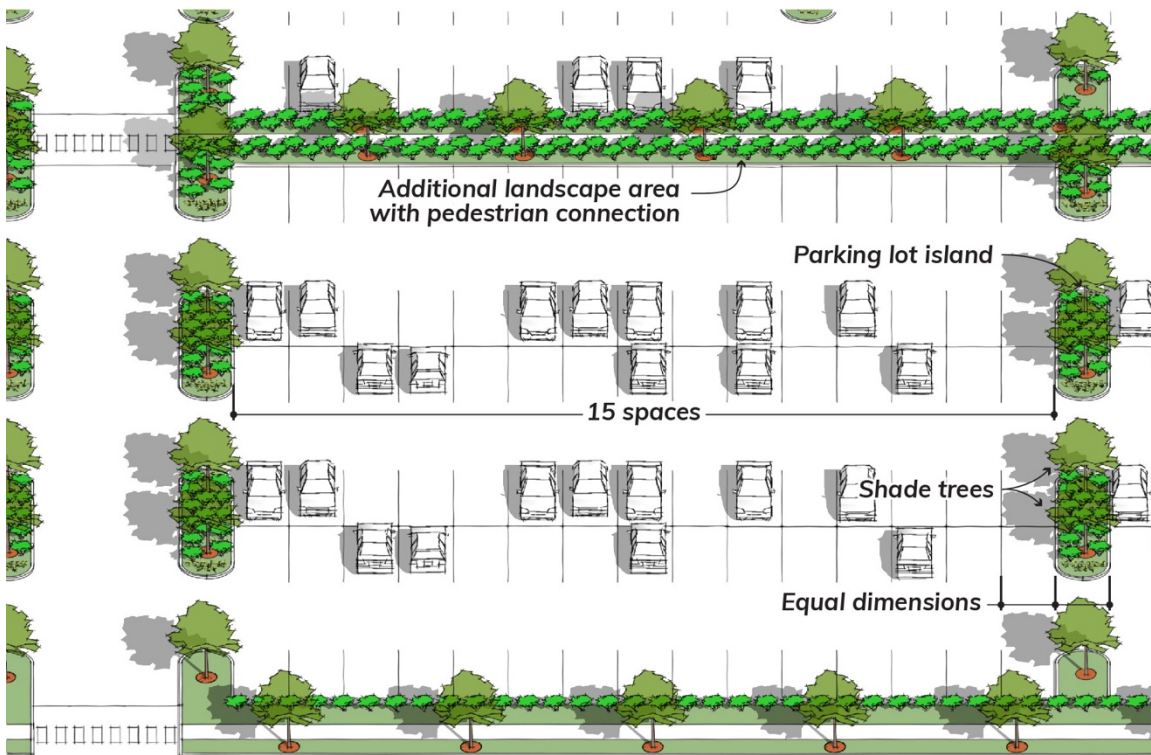 Additional landscape area
with pedestrian connection
Parking lot island
15 spaces
Shade trees
Equal dimensions